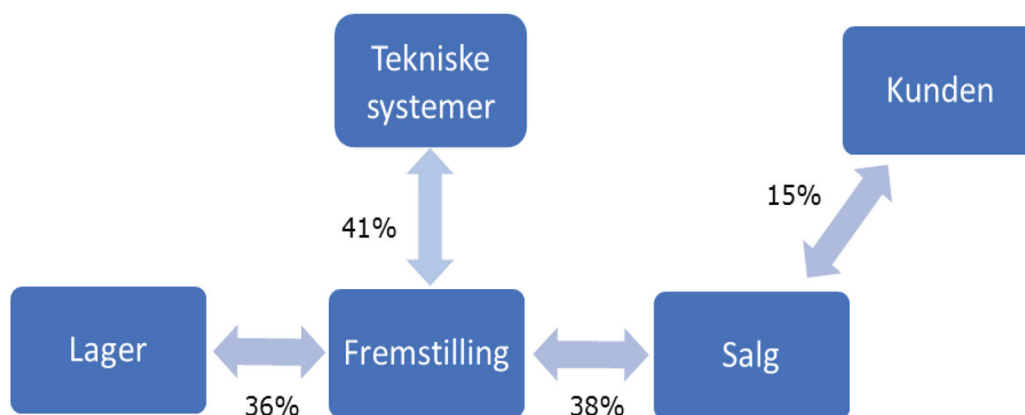 Tekniske
systemer
Kunden
15%
41%
Lager
Fremstilling
Salg
36%
38%